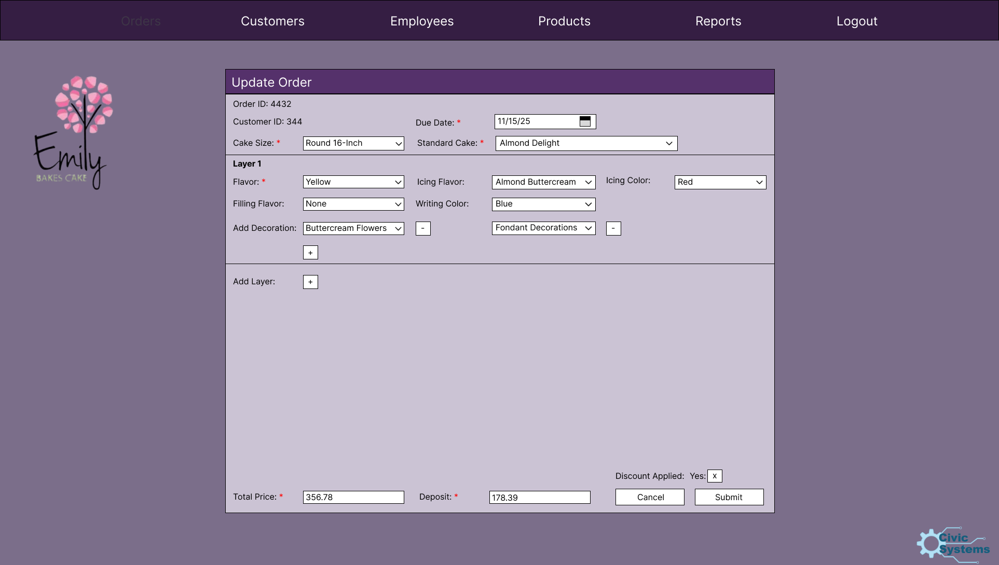 Orders Customers Employees Products Reports Logout
Emily
BAKES CAKE
Update Order
Order ID: 4432
Customer ID: 344 Due Date: * 11/15/25
Cake Size: * Round 16-Inch Standard Cake: * Almond Delight
Layer 1
Flavor: * Yellow Icing Flavor: Almond Buttercream Icing Color: Red
Filling Flavor: None Writing Color: Blue
Add Decoration: Buttercream Flowers - Fondant Decorations -
+
Add Layer: +
Discount Applied: Yes: x
Total Price: * 356.78 Deposit: * 178.39 Cancel Submit
Civic
Systems